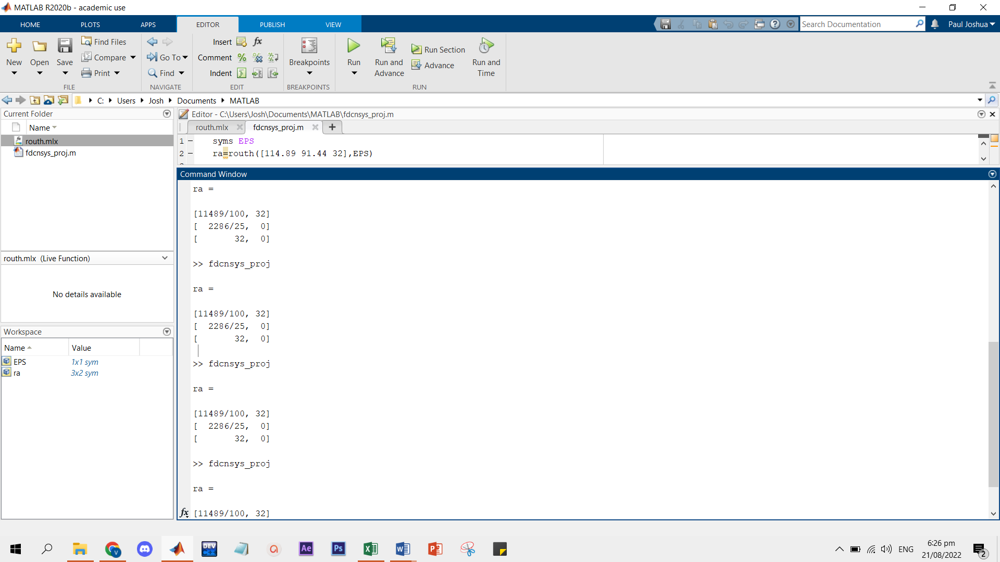 MATLAB R2020b - academic use
HOME PLOTS APPS EDITOR PUBLISH VIEW
Search Documentation
Paul Joshua
New
Open
Save
Find Files
Compare
Print
FILE
Go To
Find
NAVIGATE
Insert
fx
Comment
Indent
EDIT
Breakpoints
BREAKPOINTS
Run
Run and Advance
Run Section
Advance
Run and Time
RUN
C: Users Josh Documents MATLAB
Current Folder
Name
routh.mlx
fdcnsys_proj.m
routh.mlx (Live Function)
No details available
Workspace
Name Value
EPS 1x1 sym
ra 3x2 sym
Editor - C:\Users\Josh\Documents\MATLAB\fdcnsys_proj.m
routh.mlx fdcnsys_proj.m
1 syms EPS
2 ra=routh([114.89 91.44 32],EPS)
Command Window
ra =
[11489/100, 32]
[ 2286/25, 0]
[ 32, 0]
>> fdcnsys_proj
ra =
[11489/100, 32]
[ 2286/25, 0]
[ 32, 0]
>> fdcnsys_proj
ra =
[11489/100, 32]
[ 2286/25, 0]
[ 32, 0]
>> fdcnsys_proj
ra =
fx [11489/100, 32]
V
DEV
C++
a
Ae
Ps
X
W
P
ENG
6:26 pm
21/08/2022
2